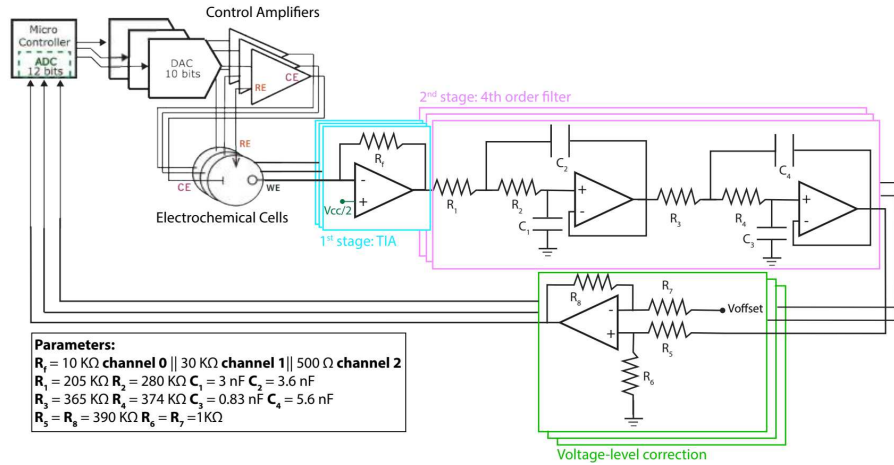 Control Amplifiers
Micro
Controller
ADC
12 bits
DAC
10 bits
RE
CE
RE
CE
WE
Electrochemical Cells
Vcc/2
-
+
Rf
1st stage: TIA
2nd stage: 4th order filter
R1
R2
C1
C2
+
-
R3
R4
C3
C4
+
-
R8
R7
Voffset
-
+
R5
R6
Voltage-level correction
Parameters:
Rf = 10 KΩ channel 0 || 30 KΩ channel 1|| 500 Ω channel 2
R1 = 205 KΩ R2 = 280 KΩ C1 = 3 nF C2 = 3.6 nF
R3 = 365 KΩ R4 = 374 KΩ C3 = 0.83 nF C4 = 5.6 nF
R5 = R8 = 390 KΩ R6 = R7 =1KΩ